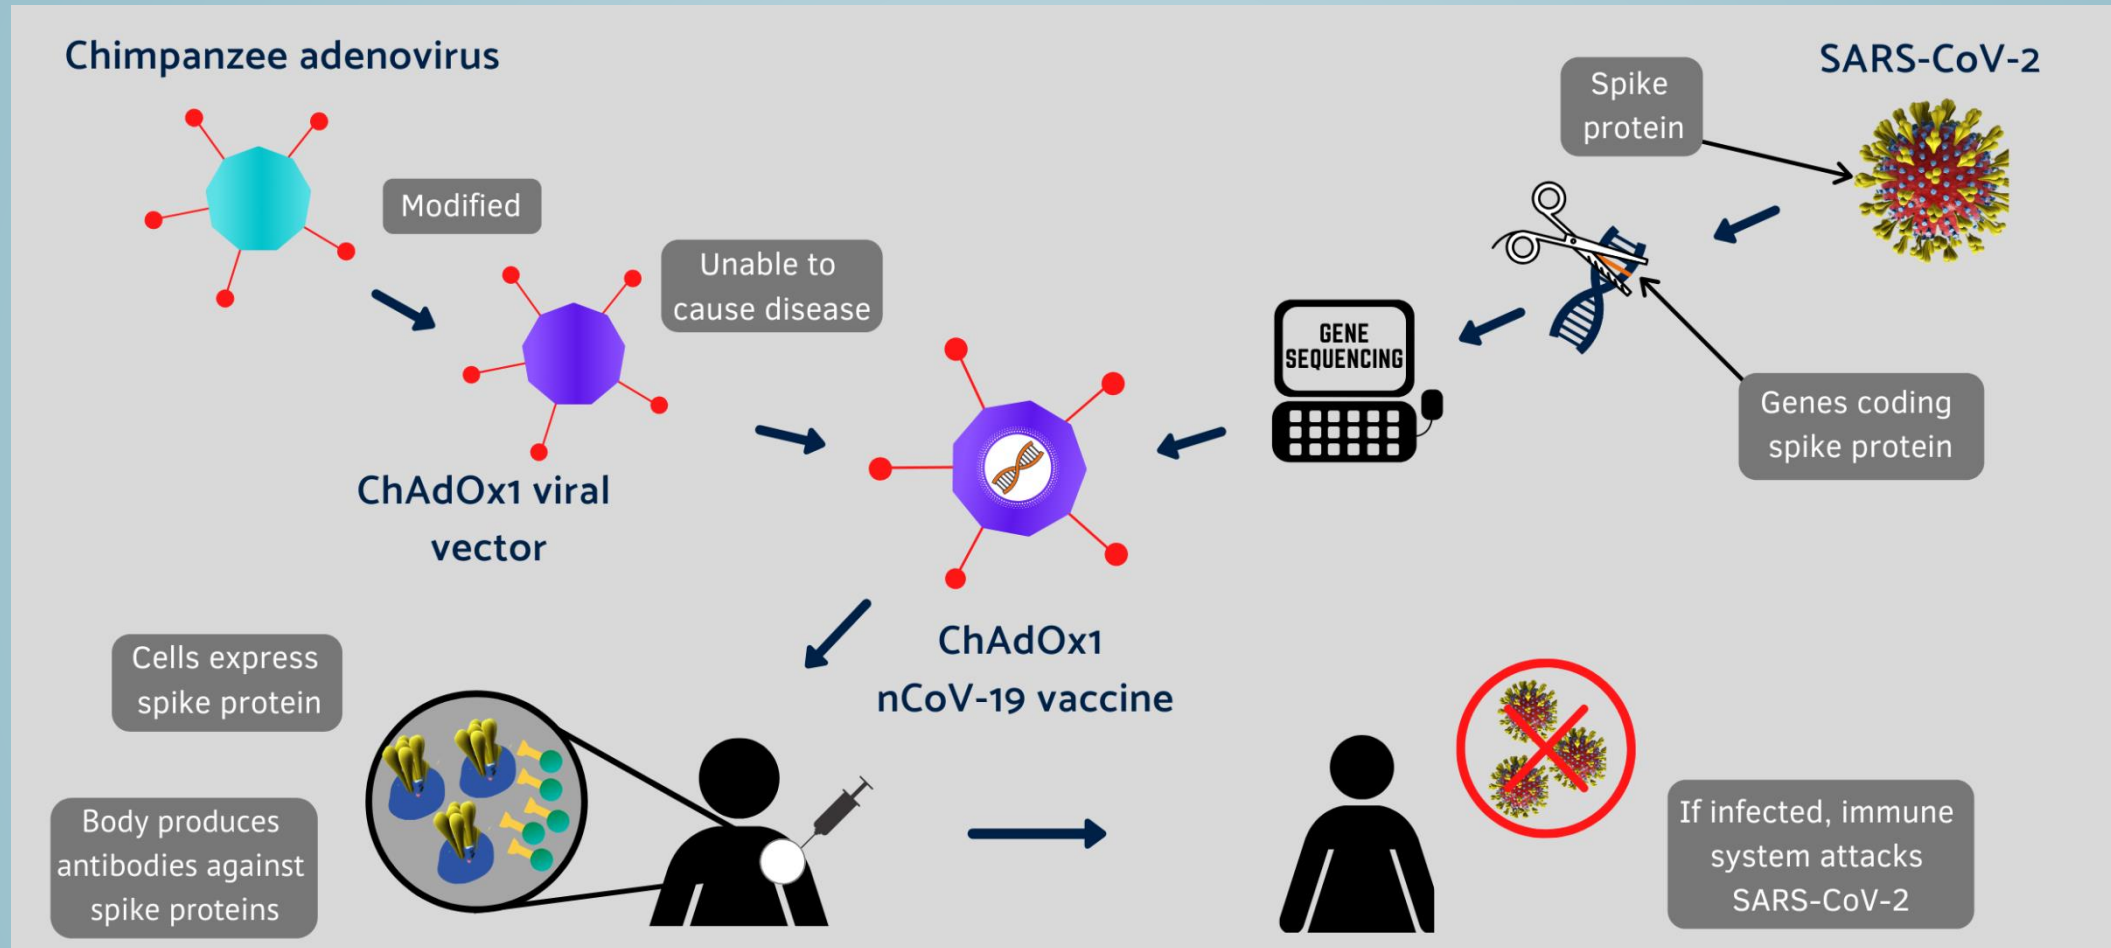 Chimpanzee adenovirus
SARS-CoV-2
Spike
protein
Modified
Unable to
cause disease
GENE
SEQUENCING
Genes coding
spike protein
ChAdOx1 viral
vector
ChAdOx1
nCoV-19 vaccine
Cells express
spike protein
Body produces
antibodies against
spike proteins
If infected, immune
system attacks
SARS-CoV-2